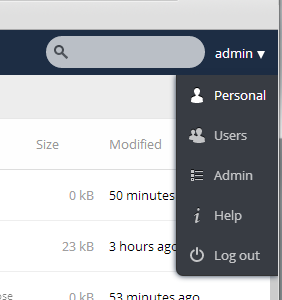 admin ▼
Personal
Users
Admin
Help
Log out
Size Modified
0 kB 50 minutes
23 kB 3 hours ago
0 kB 53 minutes ago